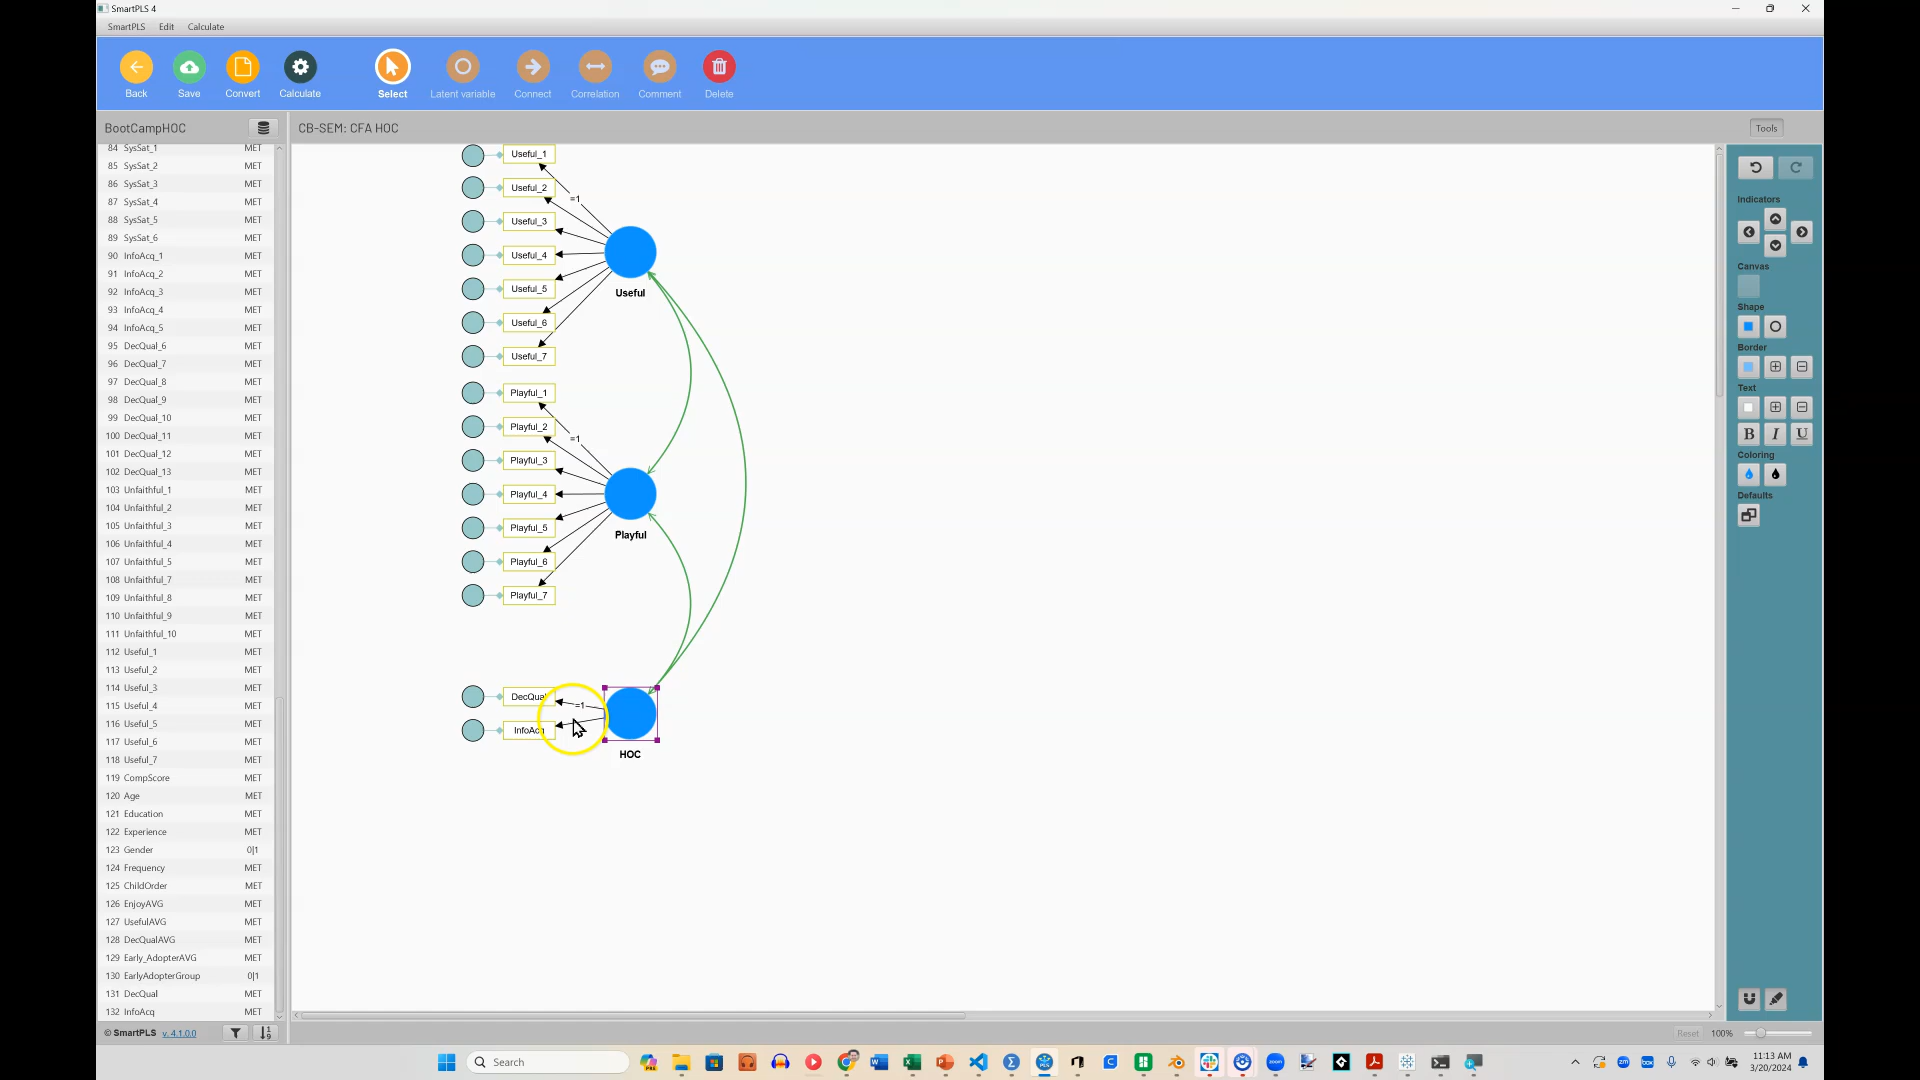 SmartPLS 4
SmartPLS Edit Calculate
Back Save Convert Calculate Select Latent variable Connect Correlation Comment Delete
BootCampHOC
CB-SEM: CFA HOC
Tools
84 SysSat_1 MET
85 SysSat_2 MET
86 SysSat_3 MET
87 SysSat_4 MET
88 SysSat_5 MET
89 SysSat_6 MET
90 InfoAcq_1 MET
91 InfoAcq_2 MET
92 InfoAcq_3 MET
93 InfoAcq_4 MET
94 InfoAcq_5 MET
95 DecQual_6 MET
96 DecQual_7 MET
97 DecQual_8 MET
98 DecQual_9 MET
99 DecQual_10 MET
100 DecQual_11 MET
101 DecQual_12 MET
102 DecQual_13 MET
103 Unfaithful_1 MET
104 Unfaithful_2 MET
105 Unfaithful_3 MET
106 Unfaithful_4 MET
107 Unfaithful_5 MET
108 Unfaithful_7 MET
109 Unfaithful_8 MET
110 Unfaithful_9 MET
111 Unfaithful_10 MET
112 Useful_1 MET
113 Useful_2 MET
114 Useful_3 MET
115 Useful_4 MET
116 Useful_5 MET
117 Useful_6 MET
118 Useful_7 MET
119 CompScore MET
120 Age MET
121 Education MET
122 Experience MET
123 Gender 0|1
124 Frequency MET
125 ChildOrder MET
126 EnjoyAVG MET
127 UsefulAVG MET
128 DecQualAVG MET
129 Early_AdopterAVG MET
130 EarlyAdopterGroup 0|1
131 DecQual MET
132 InfoAcq MET
© SmartPLS v. 4.1.0.0
Useful_1
Useful_2
=1
Useful_3
Useful_4
Useful_5
Useful_6
Useful_7
Useful
Playful_1
Playful_2
=1
Playful_3
Playful_4
Playful_5
Playful_6
Playful_7
Playful
DecQual
=1
InfoAcq
HOC
Indicators
Canvas
Shape
Border
Text
B I U
Coloring
Defaults
Reset 100%
Search
11:13 AM
3/20/2024